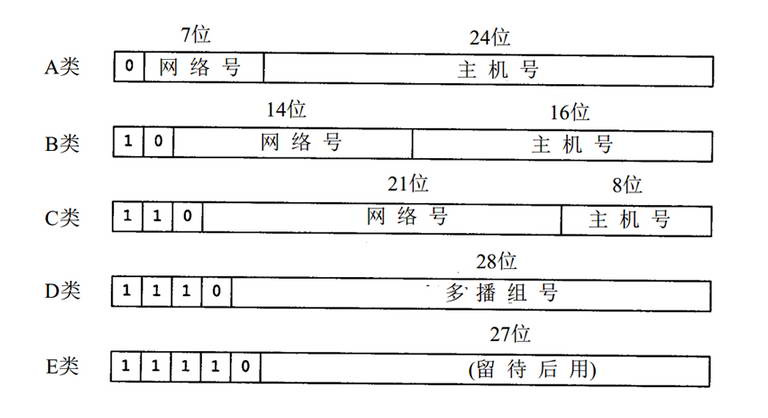 7位 24位
A类 0 网络号 主机号
14位 16位
B类 1 0 网络号 主机号
21位 8位
C类 1 1 0 网络号 主机号
28位
D类 1 1 1 0 多播组号
27位
E类 1 1 1 1 0 (留待后用)